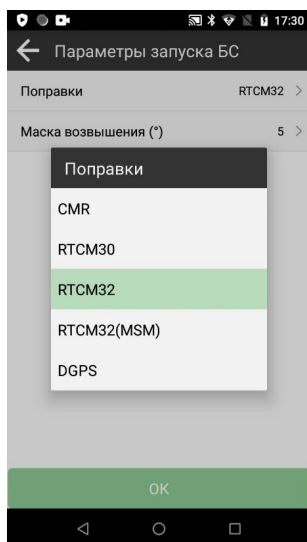 17:30
Параметры запуска БС
Поправки RTCM32
Маска возвышения (°) 5
Поправки
CMR
RTCM30
RTCM32
RTCM32(MSM)
DGPS
OK